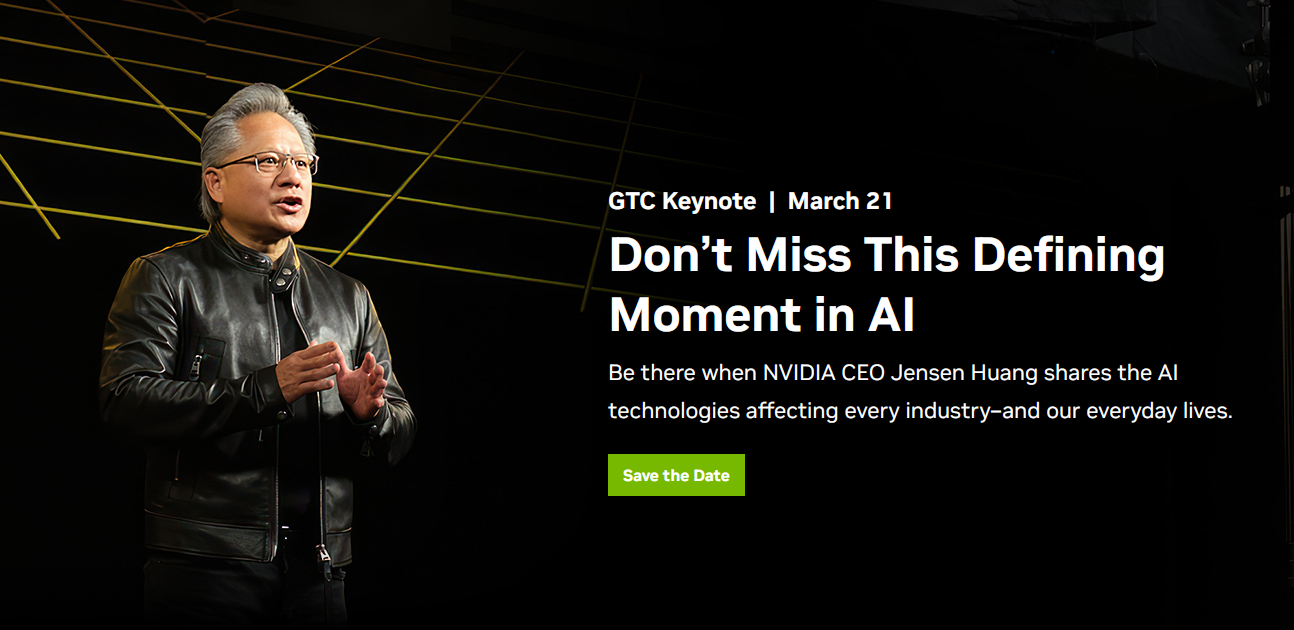 GTC Keynote | March 21
Don’t Miss This Defining
Moment in AI
Be there when NVIDIA CEO Jensen Huang shares the AI
technologies affecting every industry–and our everyday lives.
Save the Date